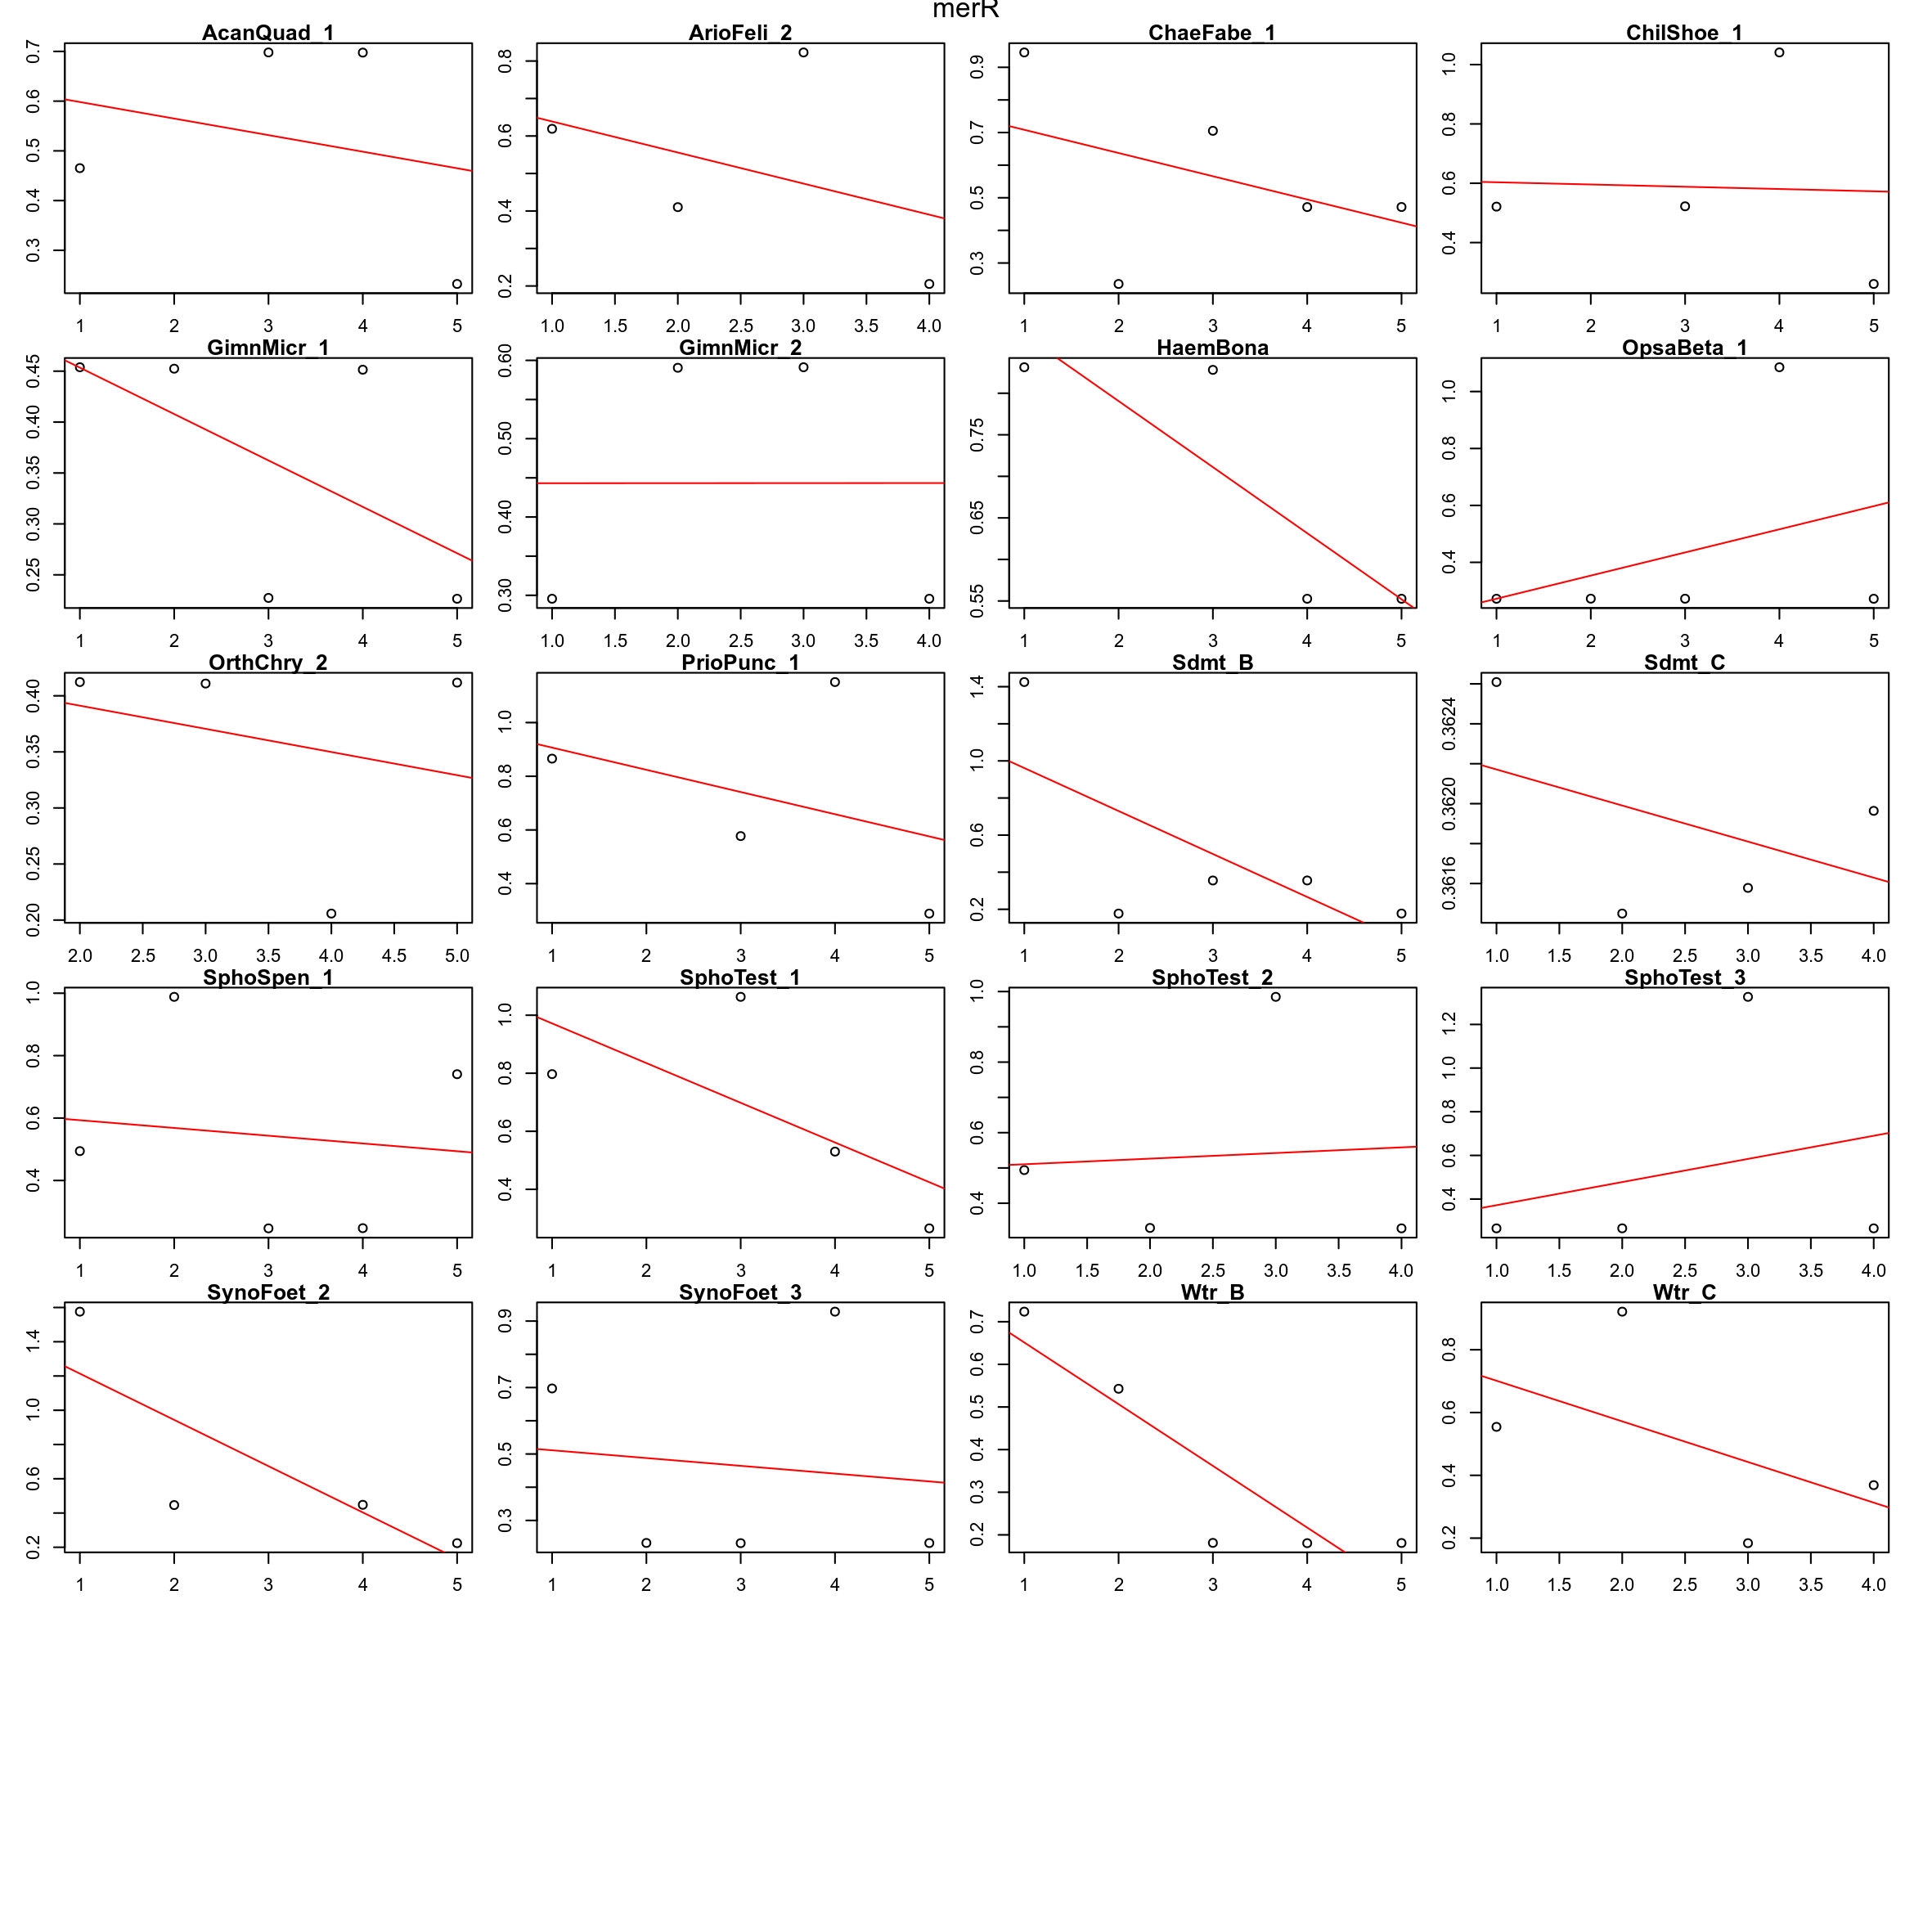 merR
AcanQuad_1 ArioFeli_2 ChaeFabe_1 ChilShoe_1
0.7 0.6 0.5 0.4 0.3
0.8 0.6 0.4 0.2
0.9 0.7 0.5 0.3
1.0 0.8 0.6 0.4
1 2 3 4 5 1.0 1.5 2.0 2.5 3.0 3.5 4.0 1 2 3 4 5 1 2 3 4 5
GimnMicr_1 GimnMicr_2 HaemBona OpsaBeta_1
0.45 0.40 0.35 0.30 0.25
0.60 0.50 0.40 0.30
0.75 0.65 0.55
1.0 0.8 0.6 0.4
1 2 3 4 5 1.0 1.5 2.0 2.5 3.0 3.5 4.0 1 2 3 4 5 1 2 3 4 5
OrthChry_2 PrioPunc_1 Sdmt_B Sdmt_C
0.40 0.35 0.30 0.25 0.20
1.0 0.8 0.6 0.4
1.4 1.0 0.6 0.2
0.3624 0.3620 0.3616
2.0 2.5 3.0 3.5 4.0 4.5 5.0 1 2 3 4 5 1 2 3 4 5 1.0 1.5 2.0 2.5 3.0 3.5 4.0
SphoSpen_1 SphoTest_1 SphoTest_2 SphoTest_3
1.0 0.8 0.6 0.4
1.0 0.8 0.6 0.4
1.0 0.8 0.6 0.4
1.2 1.0 0.8 0.6 0.4
1 2 3 4 5 1 2 3 4 5 1.0 1.5 2.0 2.5 3.0 3.5 4.0 1.0 1.5 2.0 2.5 3.0 3.5 4.0
SynoFoet_2 SynoFoet_3 Wtr_B Wtr_C
1.4 1.0 0.6 0.2
0.9 0.7 0.5 0.3
0.7 0.6 0.5 0.4 0.3 0.2
0.8 0.6 0.4 0.2
1 2 3 4 5 1 2 3 4 5 1 2 3 4 5 1.0 1.5 2.0 2.5 3.0 3.5 4.0